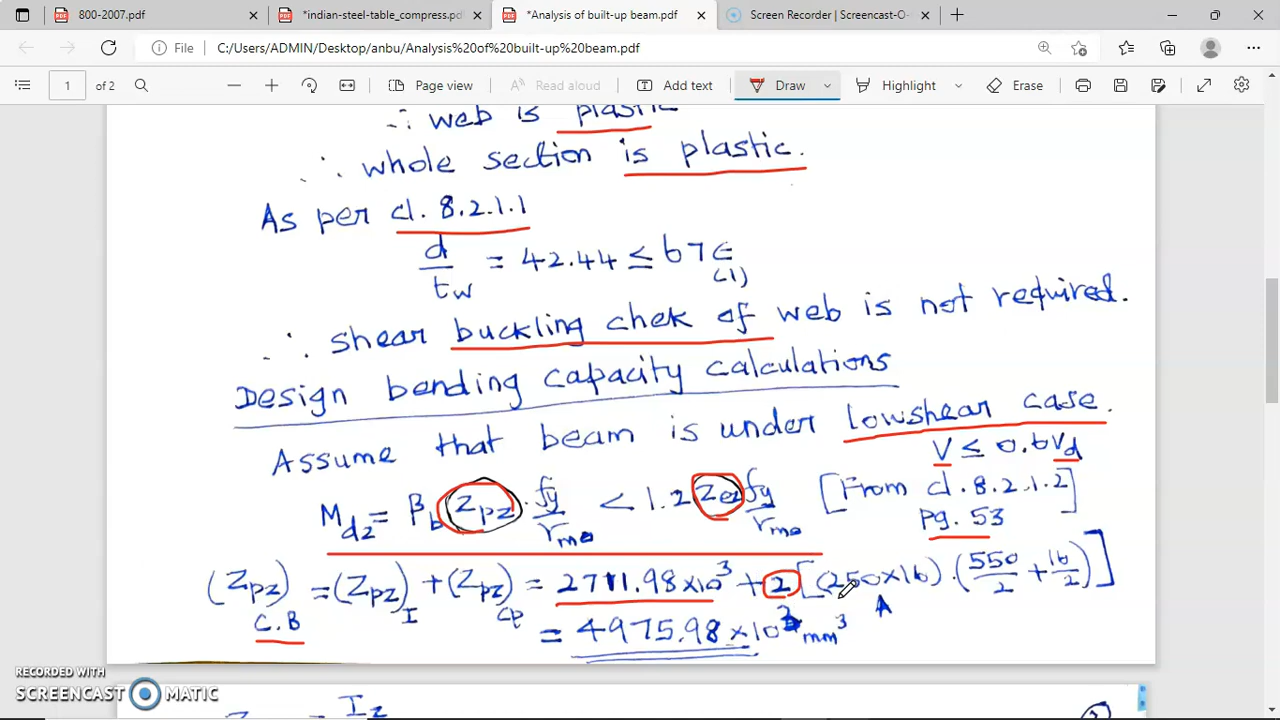 800-2007.pdf
*indian-steel-table_compress.pdf
*Analysis of built-up beam.pdf
Screen Recorder | Screencast-O-
File
C:/Users/ADMIN/Desktop/anbu/Analysis%20of%20built-up%20beam.pdf
1 of 2
Page view
Read aloud
Add text
Draw
Highlight
Erase
∴ web is plastic
∴ whole section is plastic.
As per cl. 8.2.1.1
d/tw = 42.44 ≤ 67ε
(1)
∴ shear buckling chek of web is not required.
Design bending capacity calculations
Assume that beam is under lowshear case.
V ≤ 0.6Vd
Mdz = βb Zpz . fy/γmo < 1.2 Zez fy/γmo [From cl. 8.2.1.2]
Pg. 53
(Zpz) C.B = (Zpz) I + (Zpz) CP = 2711.98×10³ + 2[(250×16).(550/2 + 16/2)]
A
= 4975.98×10³ mm³
RECORDED WITH
SCREENCAST MATIC
Iz